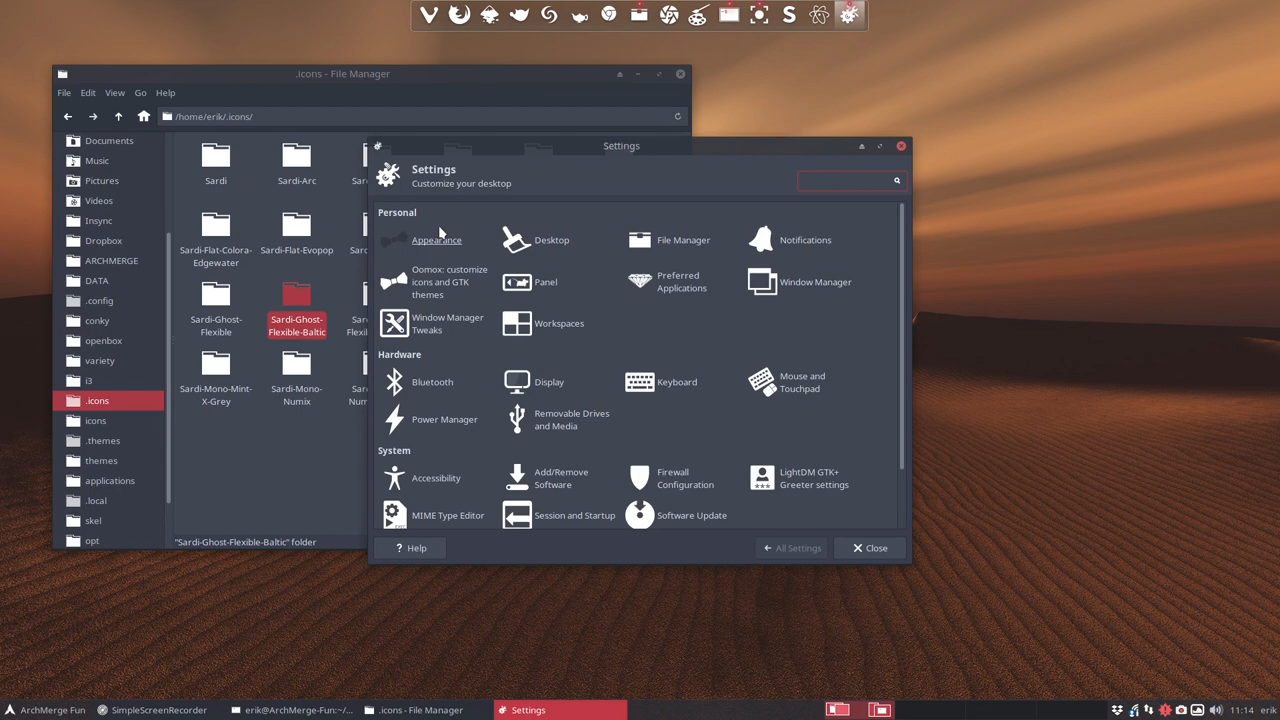 .icons - File Manager
File Edit View Go Help
/home/erik/.icons/
Documents
Music
Pictures
Videos
Insync
Dropbox
ARCHMERGE
DATA
.config
conky
openbox
variety
i3
.icons
icons
.themes
themes
applications
.local
skel
opt
Sardi
Sardi-Arc
Sardi-Flat-Colora-
Edgewater
Sardi-Flat-Evopop
Sardi-Ghost-
Flexible
Sardi-Ghost-
Flexible-Baltic
Sardi-Mono-Mint-
X-Grey
Sardi-Mono-
Numix
"Sardi-Ghost-Flexible-Baltic" folder
Settings
Settings
Customize your desktop
Personal
Appearance
Desktop
File Manager
Notifications
Oomox: customize
icons and GTK
themes
Panel
Preferred
Applications
Window Manager
Window Manager
Tweaks
Workspaces
Hardware
Bluetooth
Display
Keyboard
Mouse and
Touchpad
Power Manager
Removable Drives
and Media
System
Accessibility
Add/Remove
Software
Firewall
Configuration
LightDM GTK+
Greeter settings
MIME Type Editor
Session and Startup
Software Update
? Help
All Settings
Close
ArchMerge Fun
SimpleScreenRecorder
erik@ArchMerge-Fun:~/...
.icons - File Manager
Settings
11:14 erik